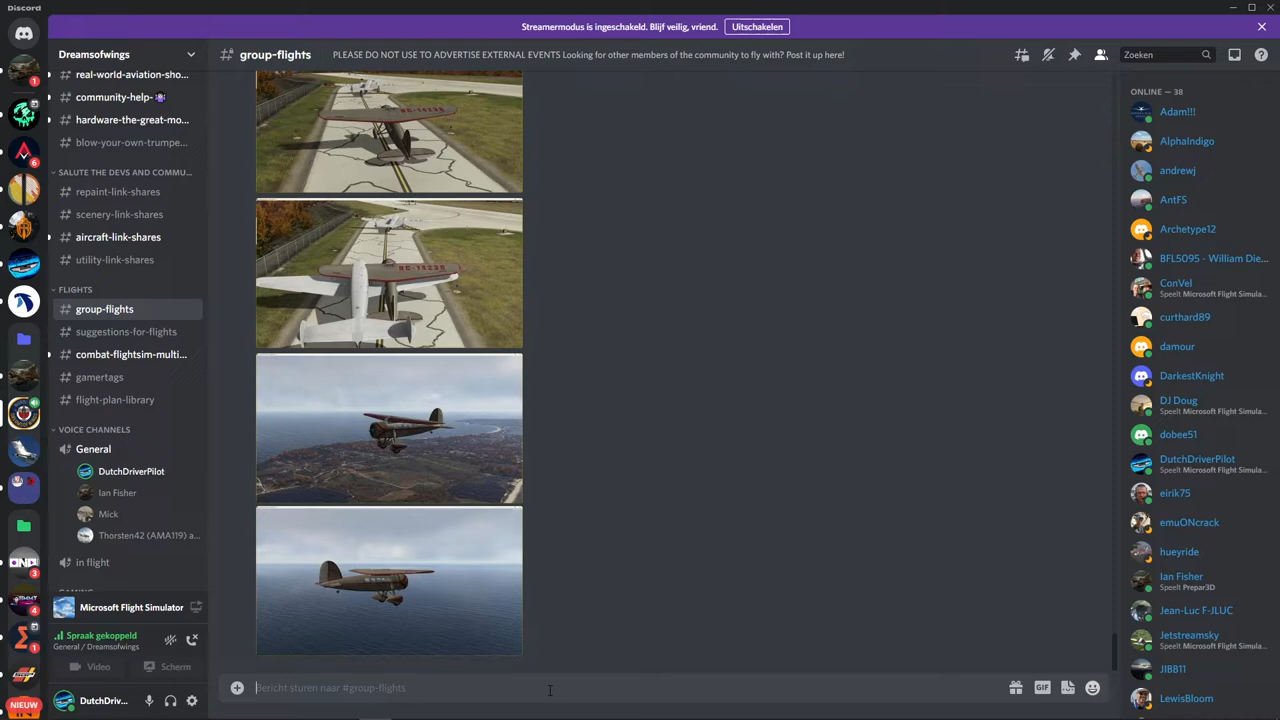 Discord
Streamermodus is ingeschakeld. Blijf veilig, vriend.
Uitschakelen
Dreamsofwings
real-world-aviation-sho...
community-help-
hardware-the-great-mo...
blow-your-own-trumpe...
SALUTE THE DEVS AND COMMU...
repaint-link-shares
scenery-link-shares
aircraft-link-shares
utility-link-shares
FLIGHTS
group-flights
suggestions-for-flights
combat-flightsim-multi...
gamertags
flight-plan-library
VOICE CHANNELS
General
DutchDriverPilot
Ian Fisher
Mick
Thorsten42 (AMA119) a...
in flight
Microsoft Flight Simulator
Spraak gekoppeld
General / Dreamsofwings
Video
Scherm
DutchDriv...
1
6
3
4
1
NIEUW
group-flights
PLEASE DO NOT USE TO ADVERTISE EXTERNAL EVENTS Looking for other members of the community to fly with? Post it up here!
Zoeken
NC-14239
Bericht sturen naar #group-flights
GIF
ONLINE — 38
Adam!!!
AlphaIndigo
andrewj
AntFS
Archetype12
BFL5095 - William Die...
ConVel
Speelt Microsoft Flight Simula...
curthard89
damour
DarkestKnight
DJ Doug
Speelt Microsoft Flight Simula...
dobee51
DutchDriverPilot
Speelt Microsoft Flight Simula...
eirik75
emuONcrack
hueyride
Ian Fisher
Speelt Prepar3D
Jean-Luc F-JLUC
Jetstreamsky
Speelt Microsoft Flight Simula...
JIBB11
LewisBloom